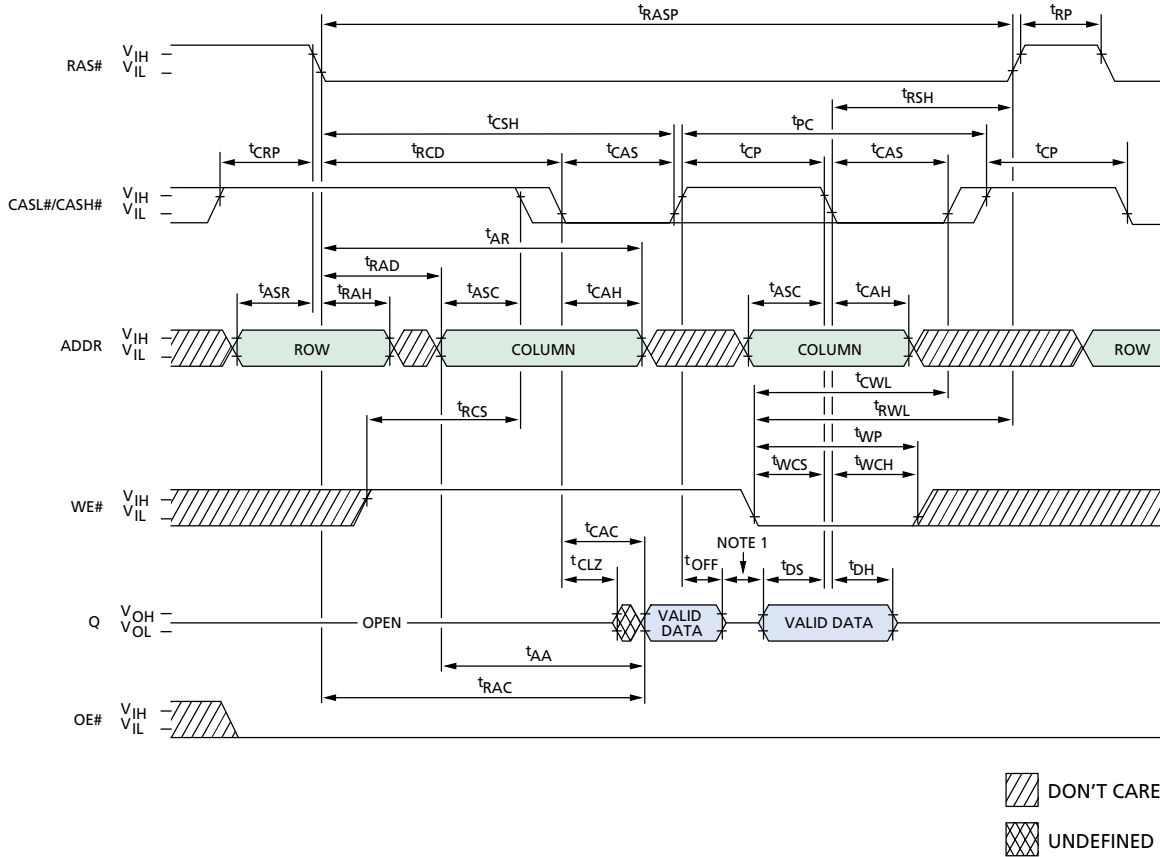 tRASP tRP
RAS# VIH VIL
tRSH
tCSH tPC
tCRP tRCD tCAS tCP tCAS tCP
CASL#/CASH# VIH VIL
tAR
tRAD
tASR tRAH tASC tCAH tASC tCAH
ADDR VIH VIL ROW COLUMN COLUMN ROW
tCWL
tRCS tRWL
tWP
tWCS tWCH
WE# VIH VIL
tCAC NOTE 1
tCLZ tOFF tDS tDH
Q VOH VOL OPEN VALID DATA VALID DATA
tAA
tRAC
OE# VIH VIL
DON'T CARE
UNDEFINED